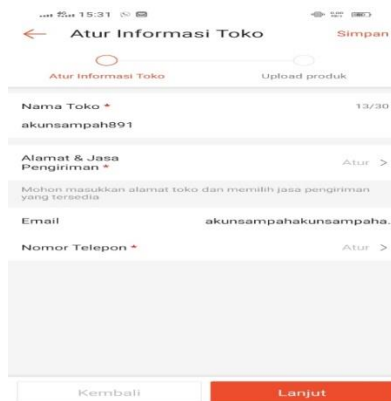 15:31
Atur Informasi Toko Simpan
Atur Informasi Toko Upload produk
Nama Toko * 13/30
akunsampah891
Alamat & Jasa
Pengiriman * Atur >
Mohon masukkan alamat toko dan memilih jasa pengiriman
yang tersedia
Email akunsampahakunsampaha.
Nomor Telepon * Atur >
Kembali Lanjut